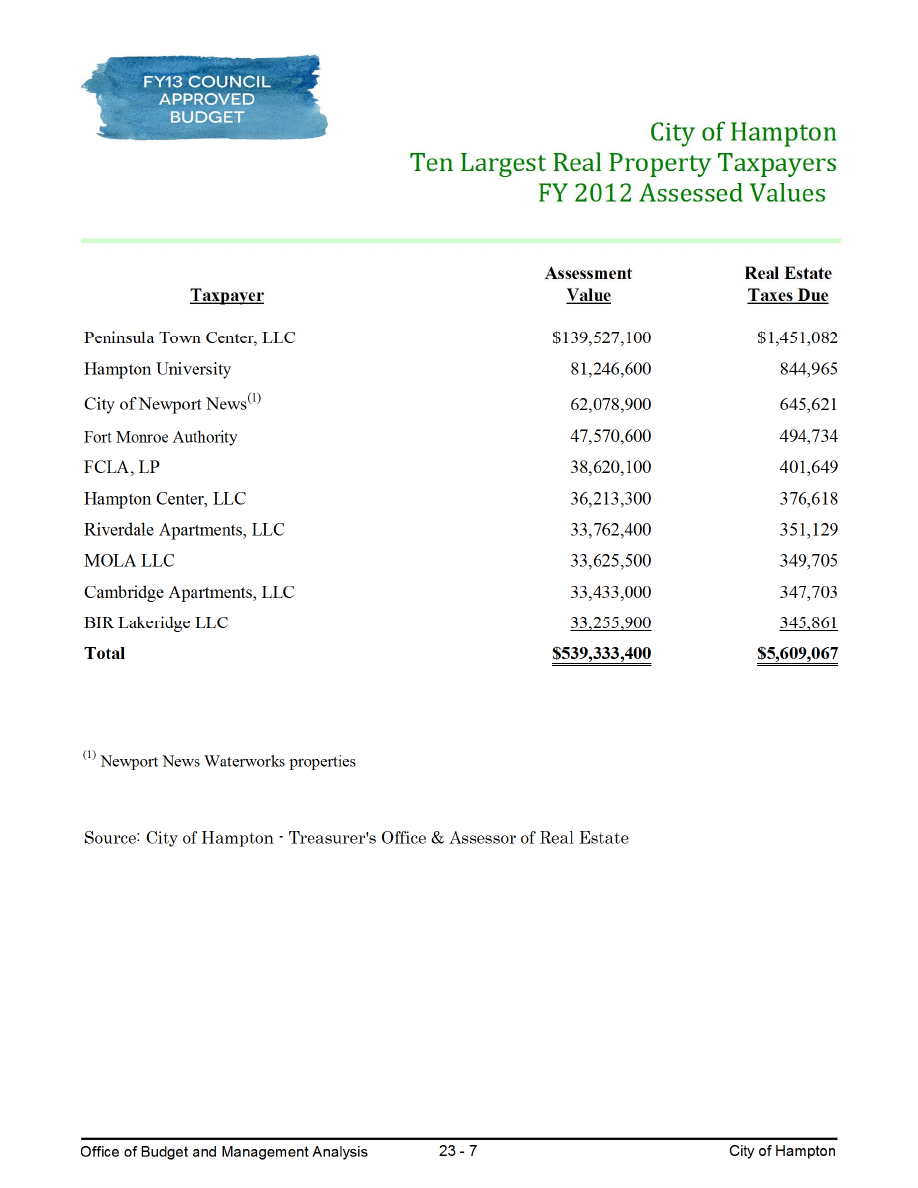 FY13 COUNCIL
APPROVED
BUDGET
City of Hampton
Ten Largest Real Property Taxpayers
FY 2012 Assessed Values
Assessment Real Estate
Taxpayer Value Taxes Due
Peninsula Town Center, LLC $139,527,100 $1,451,082
Hampton University 81,246,600 844,965
City of Newport News(1) 62,078,900 645,621
Fort Monroe Authority 47,570,600 494,734
FCLA, LP 38,620,100 401,649
Hampton Center, LLC 36,213,300 376,618
Riverdale Apartments, LLC 33,762,400 351,129
MOLA LLC 33,625,500 349,705
Cambridge Apartments, LLC 33,433,000 347,703
BIR Lakeridge LLC 33,255,900 345,861
Total $539,333,400 $5,609,067
(1) Newport News Waterworks properties
Source: City of Hampton - Treasurer's Office & Assessor of Real Estate
Office of Budget and Management Analysis 23 - 7 City of Hampton